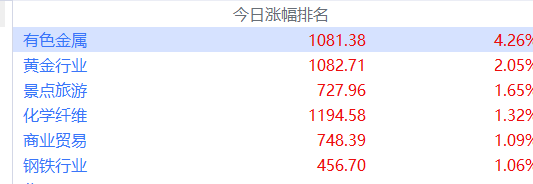 今日涨幅排名
有色金属 1081.38 4.26%
黄金行业 1082.71 2.05%
景点旅游 727.96 1.65%
化学纤维 1194.58 1.32%
商业贸易 748.39 1.09%
钢铁行业 456.70 1.06%